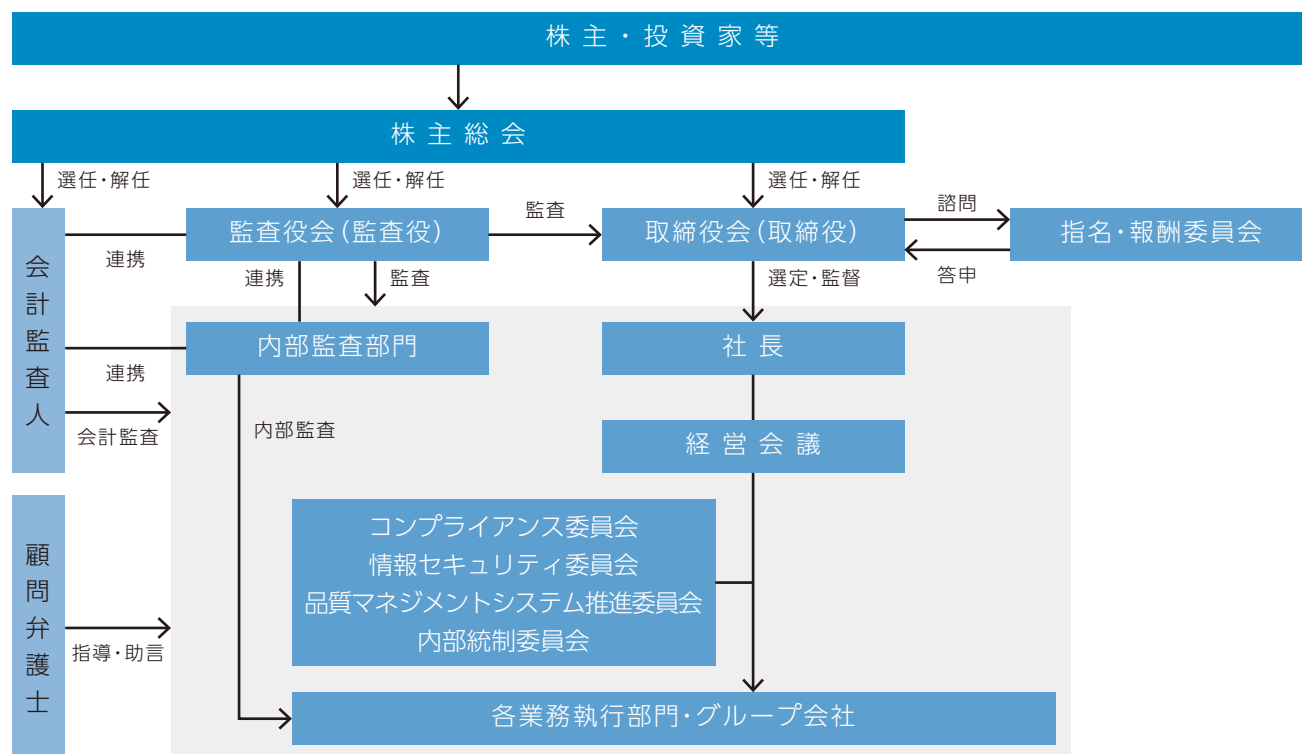 株主・投資家等
株主総会
選任・解任
選任・解任
選任・解任
会計監査人
監査役会(監査役)
監査
取締役会(取締役)
諮問
答申
指名・報酬委員会
連携
連携
監査
選定・監督
内部監査部門
社長
連携
会計監査
内部監査
経営会議
コンプライアンス委員会
情報セキュリティ委員会
品質マネジメントシステム推進委員会
内部統制委員会
顧問弁護士
指導・助言
各業務執行部門・グループ会社